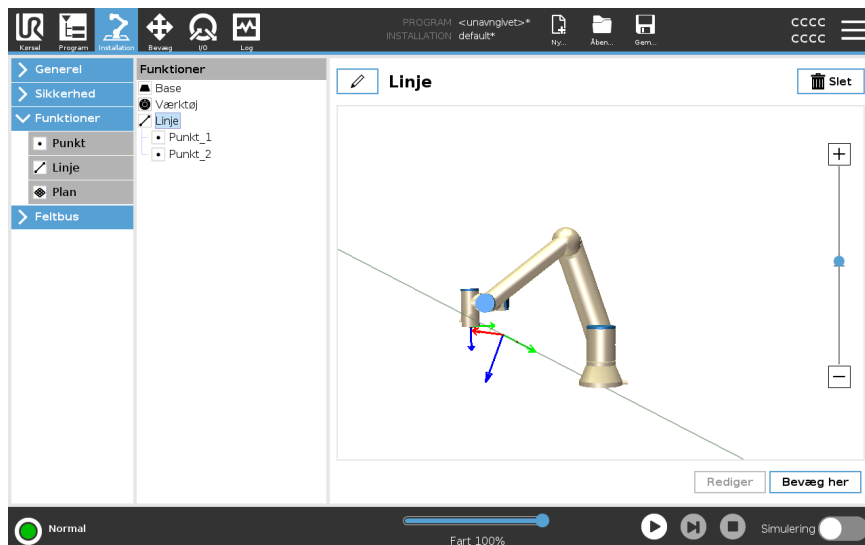 UR
PROGRAM <unavngivet>*
INSTALLATION default*
CCCC
CCCC
Kørsel Program Installation Bevæg I/O Log
Ny... Åben... Gem...
Generel
Sikkerhed
Funktioner
Punkt
Linje
Plan
Feltbus
Funktioner
Base
Værktøj
Linje
Punkt_1
Punkt_2
Linje
Slet
Rediger
Bevæg her
Normal
Fart 100%
Simulering